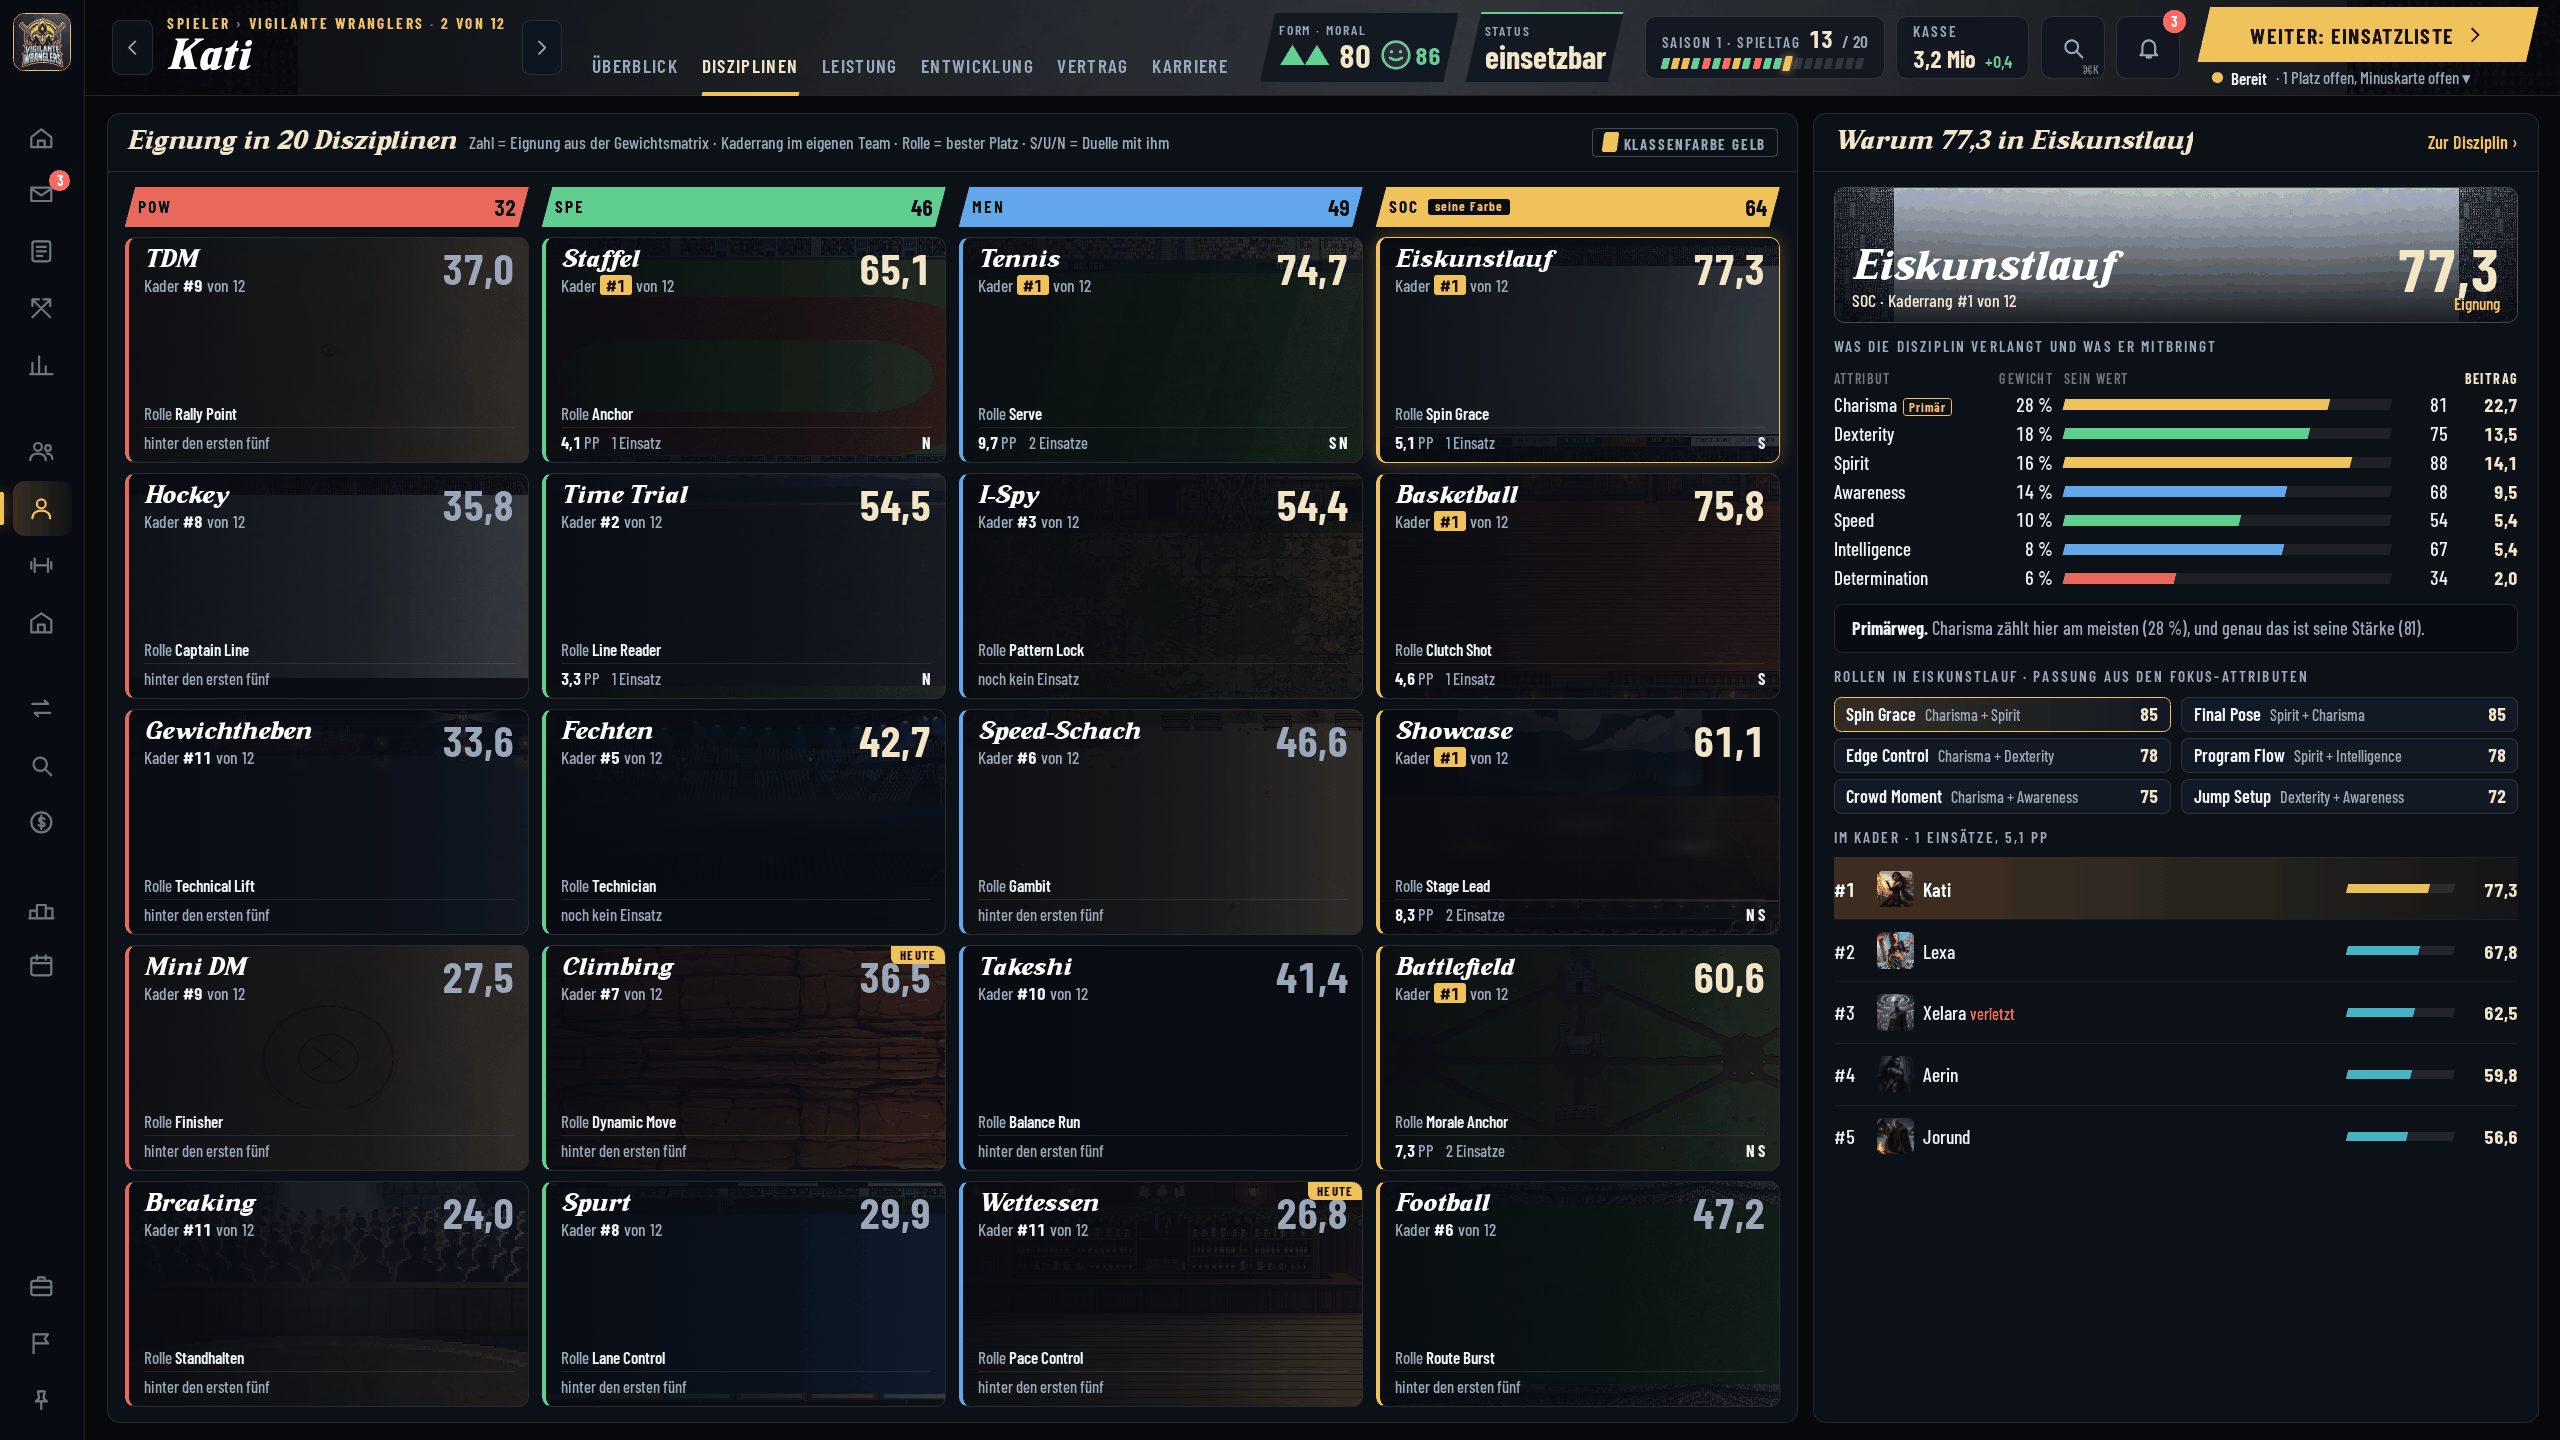 SPIELER › VIGILANTE WRANGLERS · 2 VON 12
Kati
ÜBERBLICK
DISZIPLINEN
LEISTUNG
ENTWICKLUNG
VERTRAG
KARRIERE
FORM · MORAL
80 86
STATUS
einsetzbar
SAISON 1 · SPIELTAG 13 / 20
KASSE
3,2 Mio +0,4
⌘K
3
WEITER: EINSATZLISTE
Bereit · 1 Platz offen, Minuskarte offen ▾
VIGILANTE
WRANGLERS
3
Eignung in 20 Disziplinen
Zahl = Eignung aus der Gewichtsmatrix · Kaderrang im eigenen Team · Rolle = bester Platz · S/U/N = Duelle mit ihm
KLASSENFARBE GELB
POW 32
SPE 46
MEN 49
SOC seine Farbe 64
TDM 37,0
Kader #9 von 12
Rolle Rally Point
hinter den ersten fünf
Staffel 65,1
Kader #1 von 12
Rolle Anchor
4,1 PP 1 Einsatz N
Tennis 74,7
Kader #1 von 12
Rolle Serve
9,7 PP 2 Einsatze S N
Eiskunstlauf 77,3
Kader #1 von 12
Rolle Spin Grace
5,1 PP 1 Einsatz S
Hockey 35,8
Kader #8 von 12
Rolle Captain Line
hinter den ersten fünf
Time Trial 54,5
Kader #2 von 12
Rolle Line Reader
3,3 PP 1 Einsatz N
I-Spy 54,4
Kader #3 von 12
Rolle Pattern Lock
noch kein Einsatz
Basketball 75,8
Kader #1 von 12
Rolle Clutch Shot
4,6 PP 1 Einsatz S
Gewichtheben 33,6
Kader #11 von 12
Rolle Technical Lift
hinter den ersten fünf
Fechten 42,7
Kader #5 von 12
Rolle Technician
noch kein Einsatz
Speed-Schach 46,6
Kader #6 von 12
Rolle Gambit
hinter den ersten fünf
Showcase 61,1
Kader #1 von 12
Rolle Stage Lead
8,3 PP 2 Einsatze N S
Mini DM 27,5
Kader #9 von 12
Rolle Finisher
hinter den ersten fünf
HEUTE
Climbing 36,5
Kader #7 von 12
Rolle Dynamic Move
hinter den ersten fünf
Takeshi 41,4
Kader #10 von 12
Rolle Balance Run
hinter den ersten fünf
Battlefield 60,6
Kader #1 von 12
Rolle Morale Anchor
7,3 PP 2 Einsatze N S
Breaking 24,0
Kader #11 von 12
Rolle Standhalten
hinter den ersten fünf
Spurt 29,9
Kader #8 von 12
Rolle Lane Control
hinter den ersten fünf
HEUTE
Wettessen 26,8
Kader #11 von 12
Rolle Pace Control
hinter den ersten fünf
Football 47,2
Kader #6 von 12
Rolle Route Burst
hinter den ersten fünf
Warum 77,3 in Eiskunstlauf
Zur Disziplin ›
Eiskunstlauf 77,3
SOC · Kaderrang #1 von 12 Eignung
WAS DIE DISZIPLIN VERLANGT UND WAS ER MITBRINGT
ATTRIBUT GEWICHT SEIN WERT BEITRAG
Charisma Primär 28 % 81 22,7
Dexterity 18 % 75 13,5
Spirit 16 % 88 14,1
Awareness 14 % 68 9,5
Speed 10 % 54 5,4
Intelligence 8 % 67 5,4
Determination 6 % 34 2,0
Primärweg. Charisma zählt hier am meisten (28 %), und genau das ist seine Stärke (81).
ROLLEN IN EISKUNSTLAUF · PASSUNG AUS DEN FOKUS-ATTRIBUTEN
Spin Grace Charisma + Spirit 85
Final Pose Spirit + Charisma 85
Edge Control Charisma + Dexterity 78
Program Flow Spirit + Intelligence 78
Crowd Moment Charisma + Awareness 75
Jump Setup Dexterity + Awareness 72
IM KADER · 1 EINSÄTZE, 5,1 PP
#1 Kati 77,3
#2 Lexa 67,8
#3 Xelara verletzt 62,5
#4 Aerin 59,8
#5 Jorund 56,6